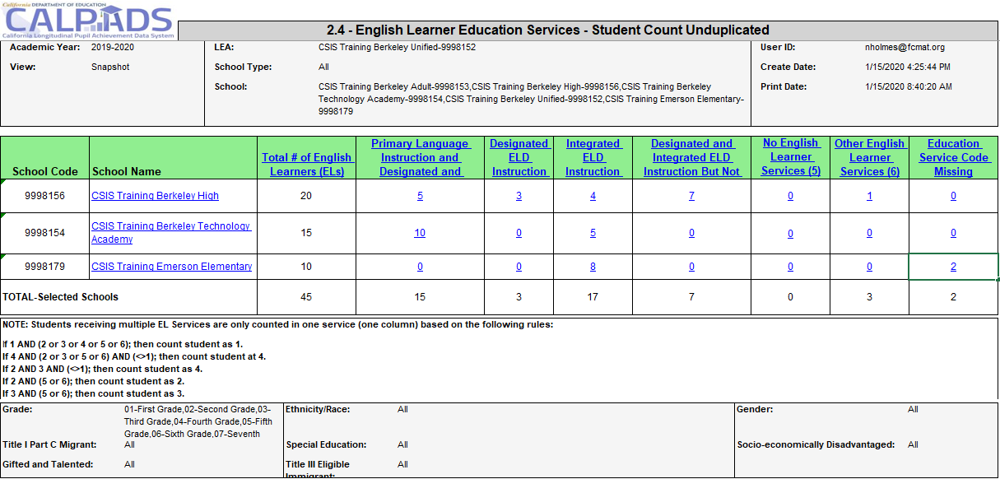 California DEPARTMENT OF EDUCATION
CALPADS
California Longitudinal Pupil Achievement Data System
2.4 - English Learner Education Services - Student Count Unduplicated
Academic Year: 2019-2020
View: Snapshot
LEA: CSIS Training Berkeley Unified-9998152
School Type: All
School: CSIS Training Berkeley Adult-9998153,CSIS Training Berkeley High-9998156,CSIS Training Berkeley
Technology Academy-9998154,CSIS Training Berkeley Unified-9998152,CSIS Training Emerson Elementary-
9998179
User ID: nholmes@fcmat.org
Create Date: 1/15/2020 4:25:44 PM
Print Date: 1/15/2020 8:40:20 AM
School Code
School Name
Total # of English
Learners (ELs)
Primary Language
Instruction and
Designated and
Designated
ELD
Instruction
Integrated
ELD
Instruction
Designated and
Integrated ELD
Instruction But Not
No English
Learner
Services (5)
Other English
Learner
Services (6)
Education
Service Code
Missing
9998156 CSIS Training Berkeley High 20 5 3 4 7 0 1 0
9998154 CSIS Training Berkeley Technology
Academy 15 10 0 5 0 0 0 0
9998179 CSIS Training Emerson Elementary 10 0 0 8 0 0 0 2
TOTAL-Selected Schools 45 15 3 17 7 0 3 2
NOTE: Students receiving multiple EL Services are only counted in one service (one column) based on the following rules:
If 1 AND (2 or 3 or 4 or 5 or 6); then count student as 1.
If 4 AND (2 or 3 or 5 or 6) AND (<>1); then count student at 4.
If 2 AND 3 AND (<>1); then count student as 4.
If 2 AND (5 or 6); then count student as 2.
If 3 AND (5 or 6); then count student as 3.
Grade: 01-First Grade,02-Second Grade,03-
Third Grade,04-Fourth Grade,05-Fifth
Grade,06-Sixth Grade,07-Seventh
Title I Part C Migrant: All
Gifted and Talented: All
Ethnicity/Race: All
Special Education: All
Title III Eligible All
Immigrant:
Gender: All
Socio-economically Disadvantaged: All